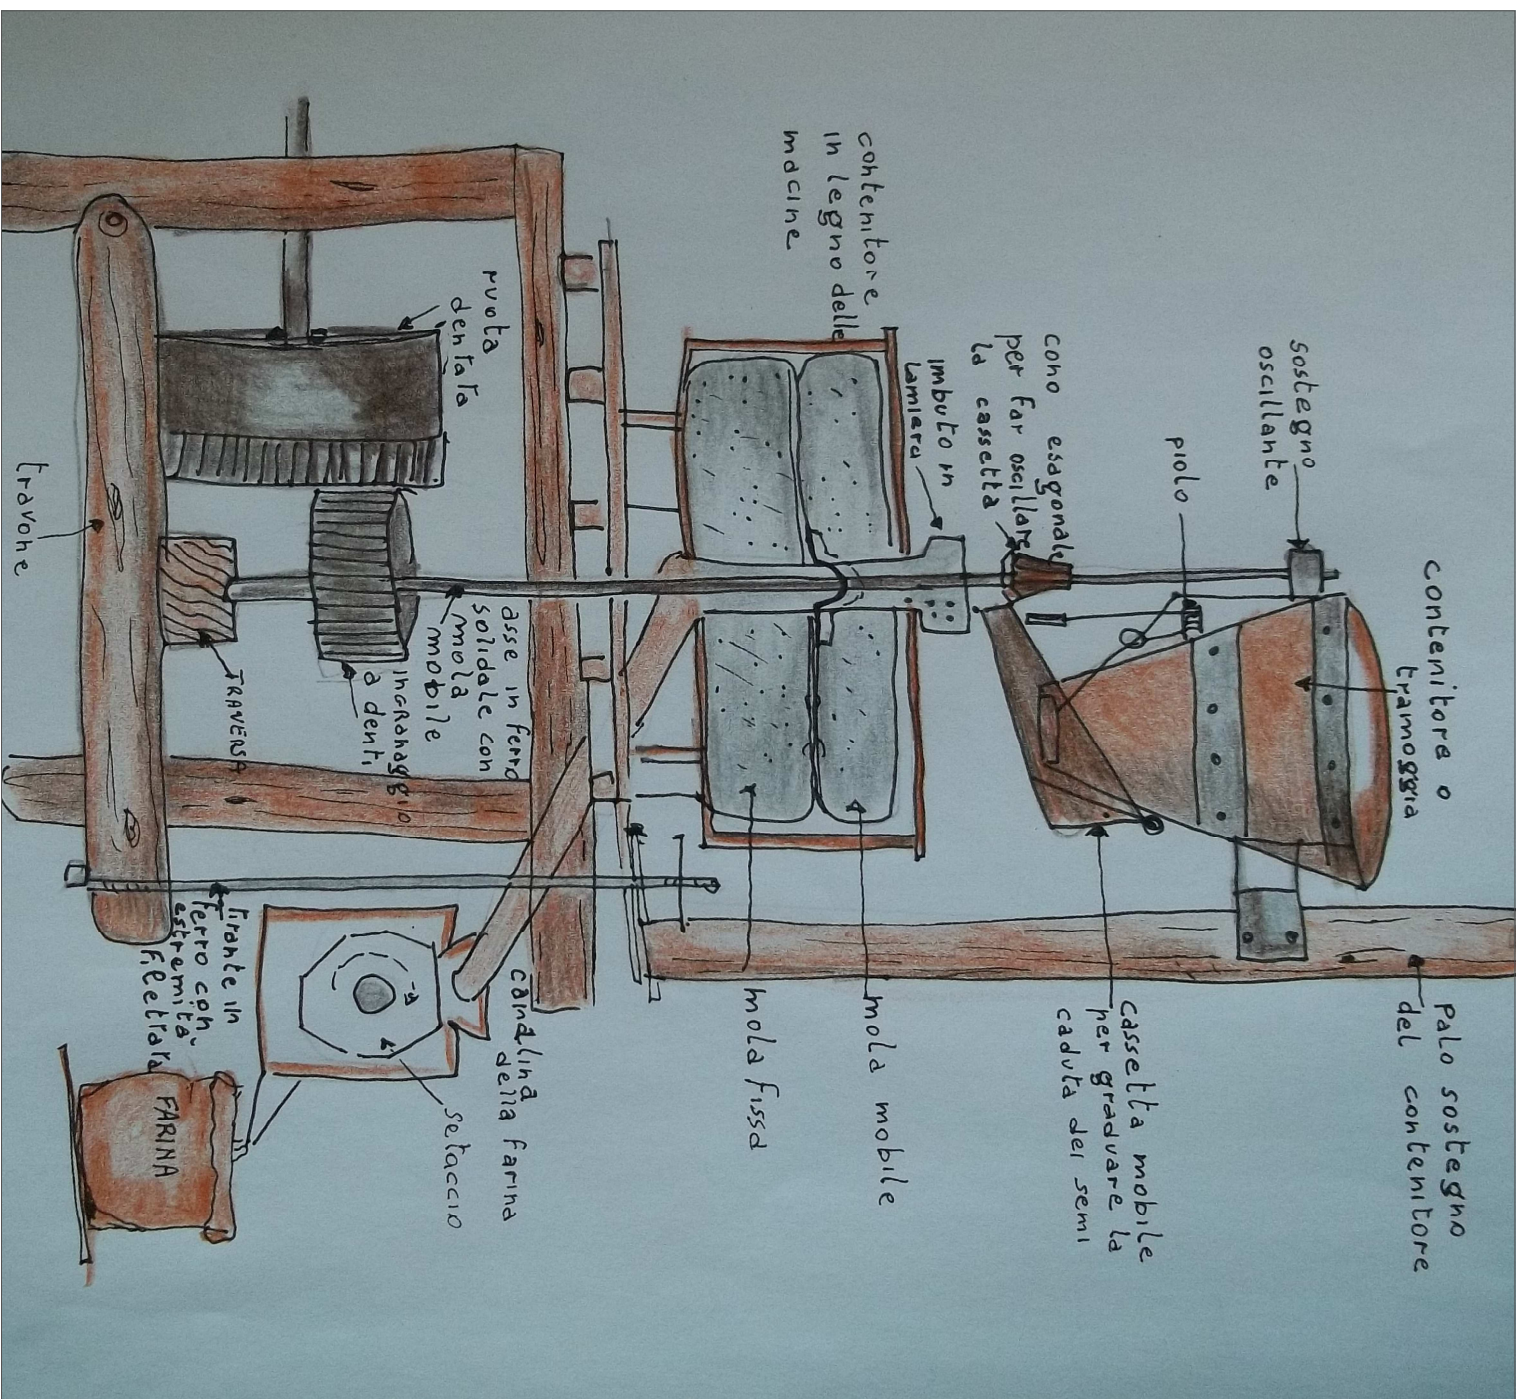 contenitore o
tramoggia
Palo sostegno
del contenitore
sostegno
oscillante
piolo
cassetta mobile
per graduare la
caduta dei semi
cono esagonale
per far oscillare
la cassetta
imbuto in
lamiera
contenitore
in legno delle
macine
mola mobile
mola fissa
ruota
dentata
asse in ferro
solidale con
mola
mobile
ingranaggio
a denti
canalina
della farina
setaccio
TRAVERSA
tirante in
ferro con
estremità
filettata
FARINA
travone